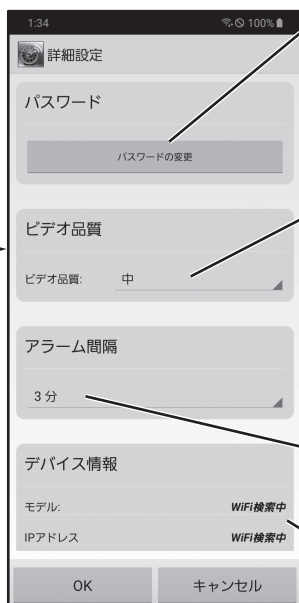 1:34 100%
詳細設定
パスワード
パスワードの変更
ビデオ品質
ビデオ品質: 中
アラーム間隔
3 分
デバイス情報
モデル: WiFi検索中
IPアドレス WiFi検索中
OK キャンセル